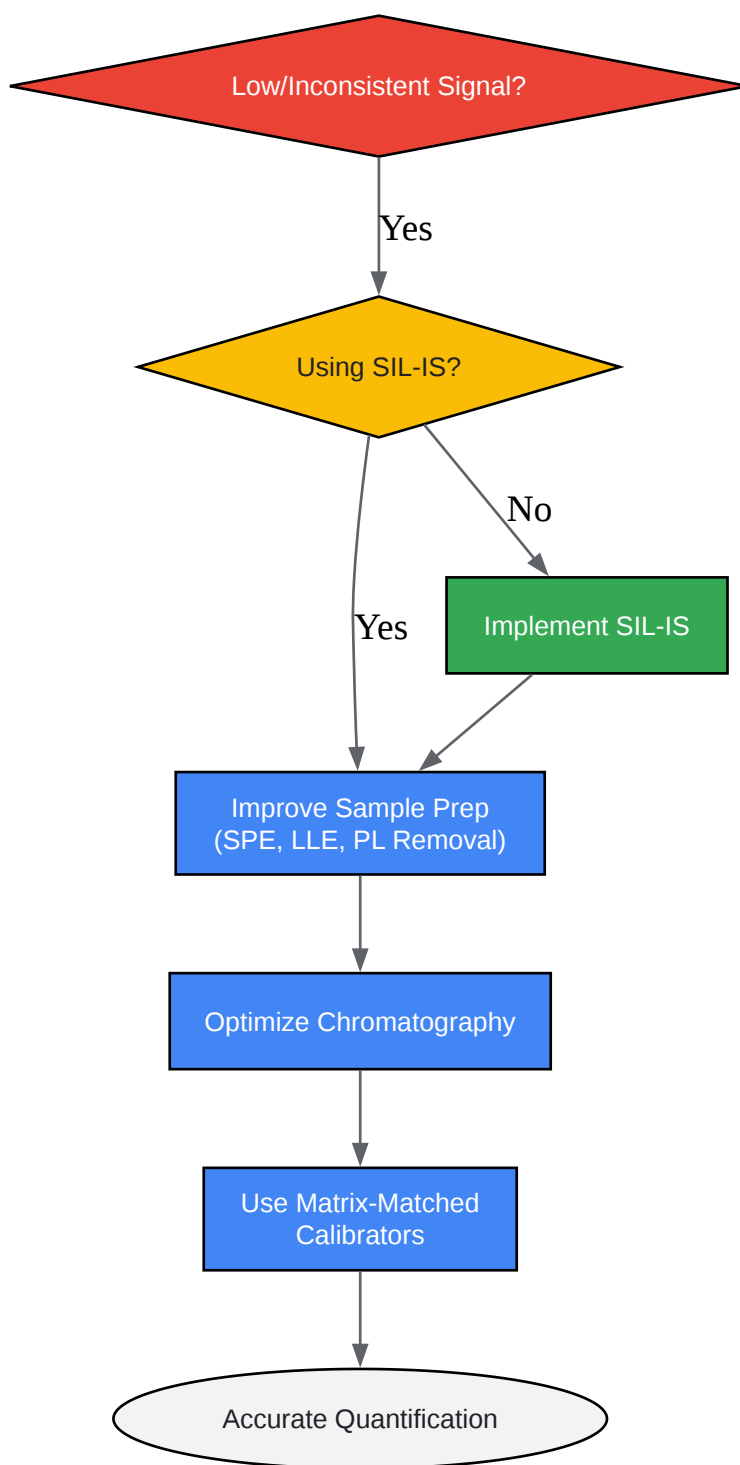 Low/Inconsistent Signal?
Yes
Using SIL-IS?
No
Implement SIL-IS
Yes
Improve Sample Prep
(SPE, LLE, PL Removal)
Optimize Chromatography
Use Matrix-Matched
Calibrators
Accurate Quantification